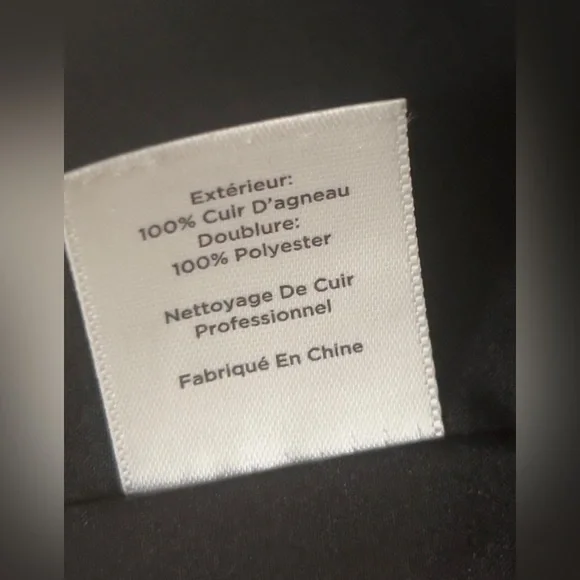 Extérieur:
100% Cuir D'agneau
Doublure:
100% Polyester
Nettoyage De Cuir
Professionnel
Fabriqué En Chine